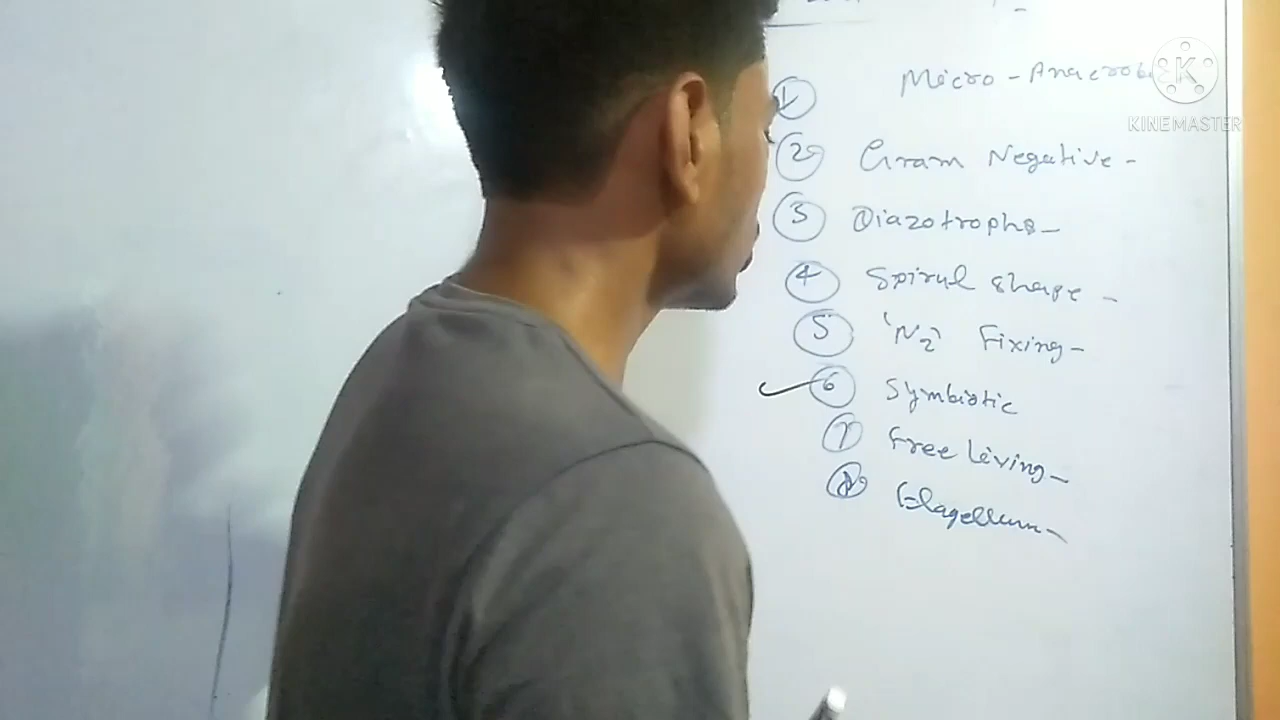 ① Micro-Anaerob
② Gram Negative -
③ Diazotrophs -
④ Spiral shape -
⑤ 'N2' Fixing -
⑥ Symbiotic
⑦ Free Living -
⑧ Flagellum -
KINEMASTER